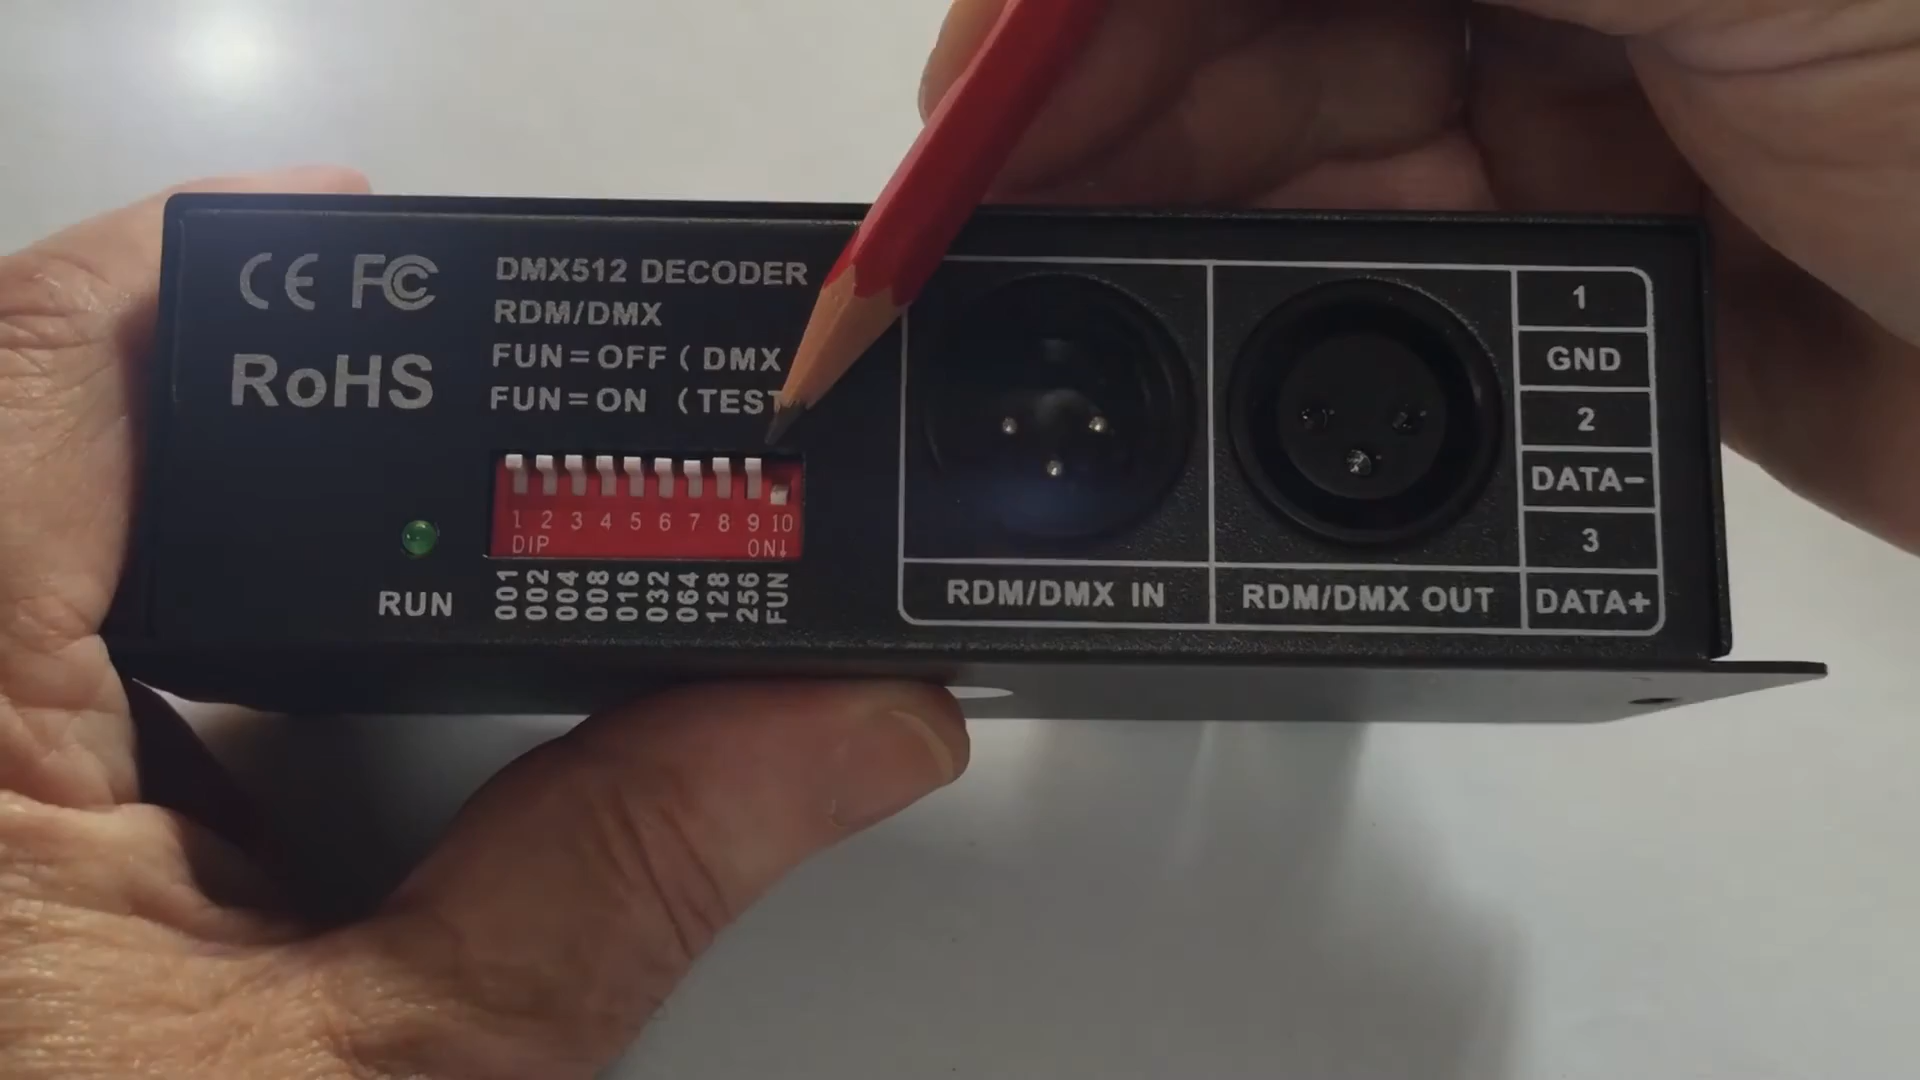 CE FC
RoHS
DMX512 DECODER
RDM/DMX
FUN=OFF ( DMX
FUN=ON ( TEST
1 2 3 4 5 6 7 8 9 10
DIP ON↓
RUN
001 002 004 008 016 032 064 128 256 FUN
RDM/DMX IN
RDM/DMX OUT
1
GND
2
DATA−
3
DATA+